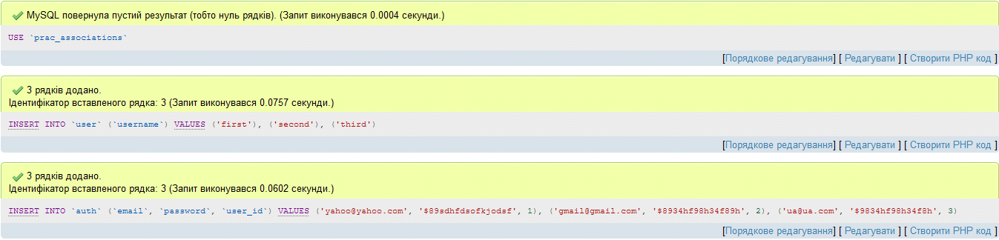 MySQL повернула пустий результат (тобто нуль рядків). (Запит виконувався 0.0004 секунди.)
USE `prac_associations`
[Порядкове редагування] [ Редагувати ] [ Створити PHP код ]
3 рядків додано.
Ідентифікатор вставленого рядка: 3 (Запит виконувався 0.0757 секунди.)
INSERT INTO `user` (`username`) VALUES ('first'), ('second'), ('third')
[Порядкове редагування] [ Редагувати ] [ Створити PHP код ]
3 рядків додано.
Ідентифікатор вставленого рядка: 3 (Запит виконувався 0.0602 секунди.)
INSERT INTO `auth` (`email`, `password`, `user_id`) VALUES ('yahoo@yahoo.com', '$89sdhfdsofkjodsf', 1), ('gmail@gmail.com', '$8934hf98h34f89h', 2), ('ua@ua.com', '$9834hf98h34f8h', 3)
[Порядкове редагування] [ Редагувати ] [ Створити PHP код ]